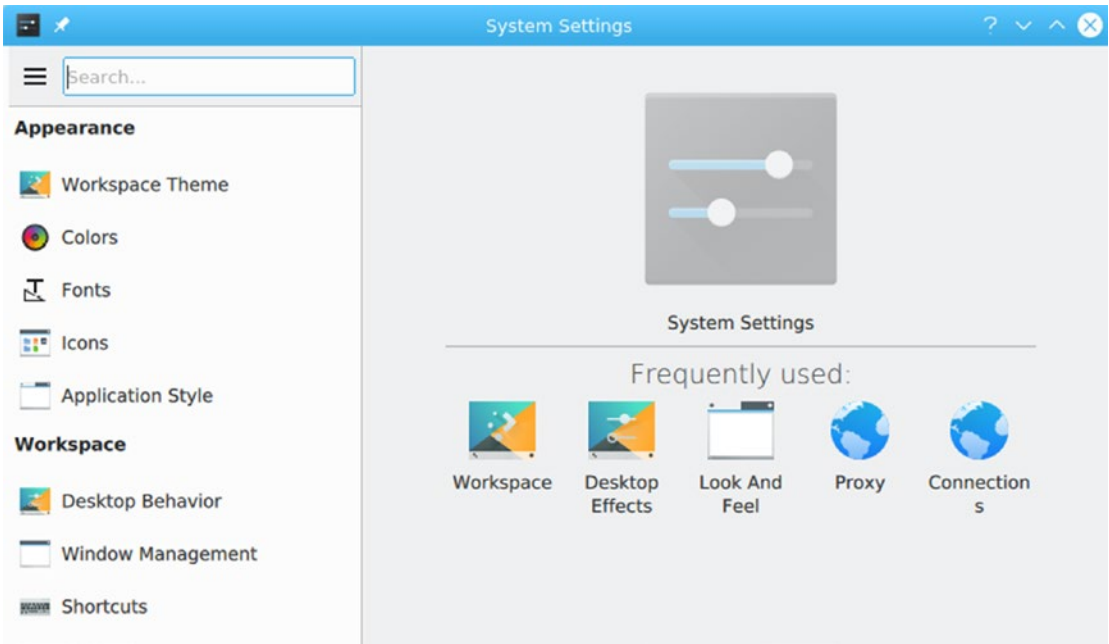 System Settings
Search...
Appearance
Workspace Theme
Colors
Fonts
Icons
Application Style
Workspace
Desktop Behavior
Window Management
Shortcuts
System Settings
Frequently used:
Workspace
Desktop
Effects
Look And
Feel
Proxy
Connection
s